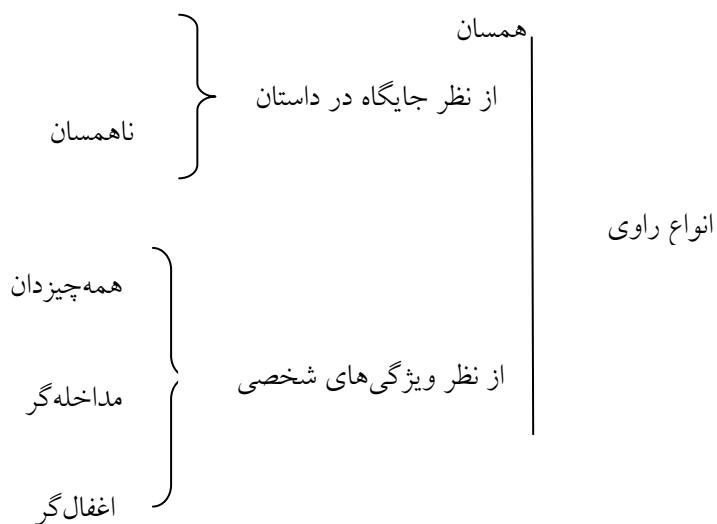 همسان
از نظر جایگاه در داستان
ناهمسان
انواع راوی
همه‌چیزدان
از نظر ویژگی‌های شخصی
مداخله‌گر
اغفال‌گر